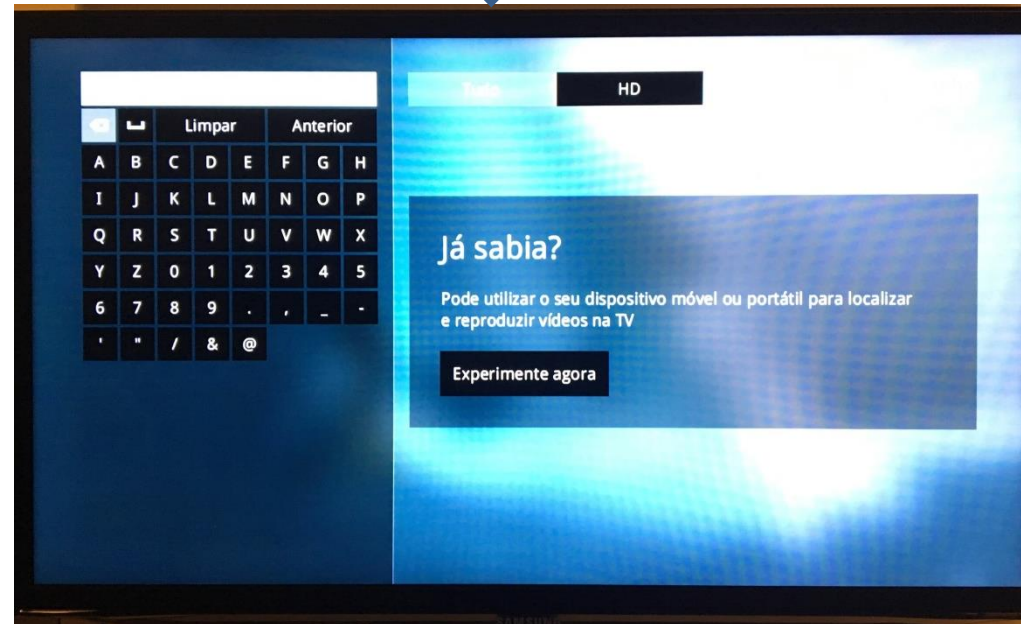 Tudo HD
Limpar Anterior
A B C D E F G H
I J K L M N O P
Q R S T U V W X
Y Z 0 1 2 3 4 5
6 7 8 9 . , _ -
' " / & @
Já sabia?
Pode utilizar o seu dispositivo móvel ou portátil para localizar
e reproduzir vídeos na TV
Experimente agora